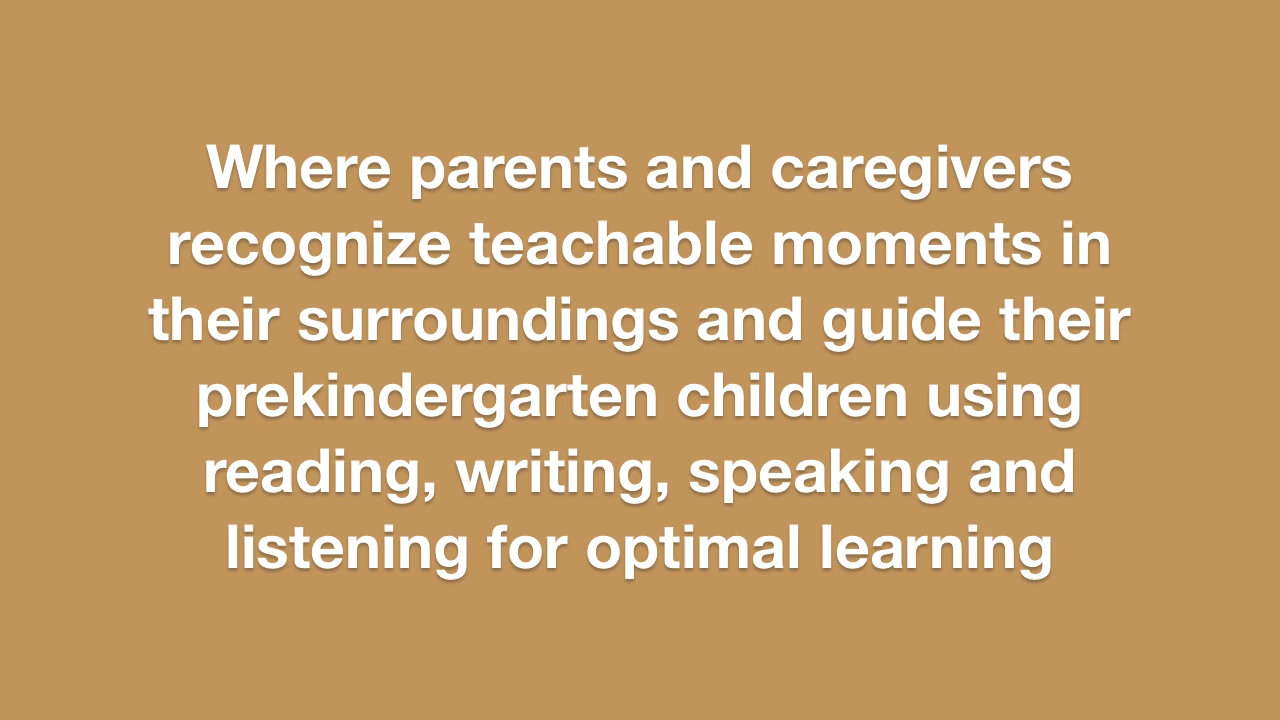 Where parents and caregivers
recognize teachable moments in
their surroundings and guide their
prekindergarten children using
reading, writing, speaking and
listening for optimal learning